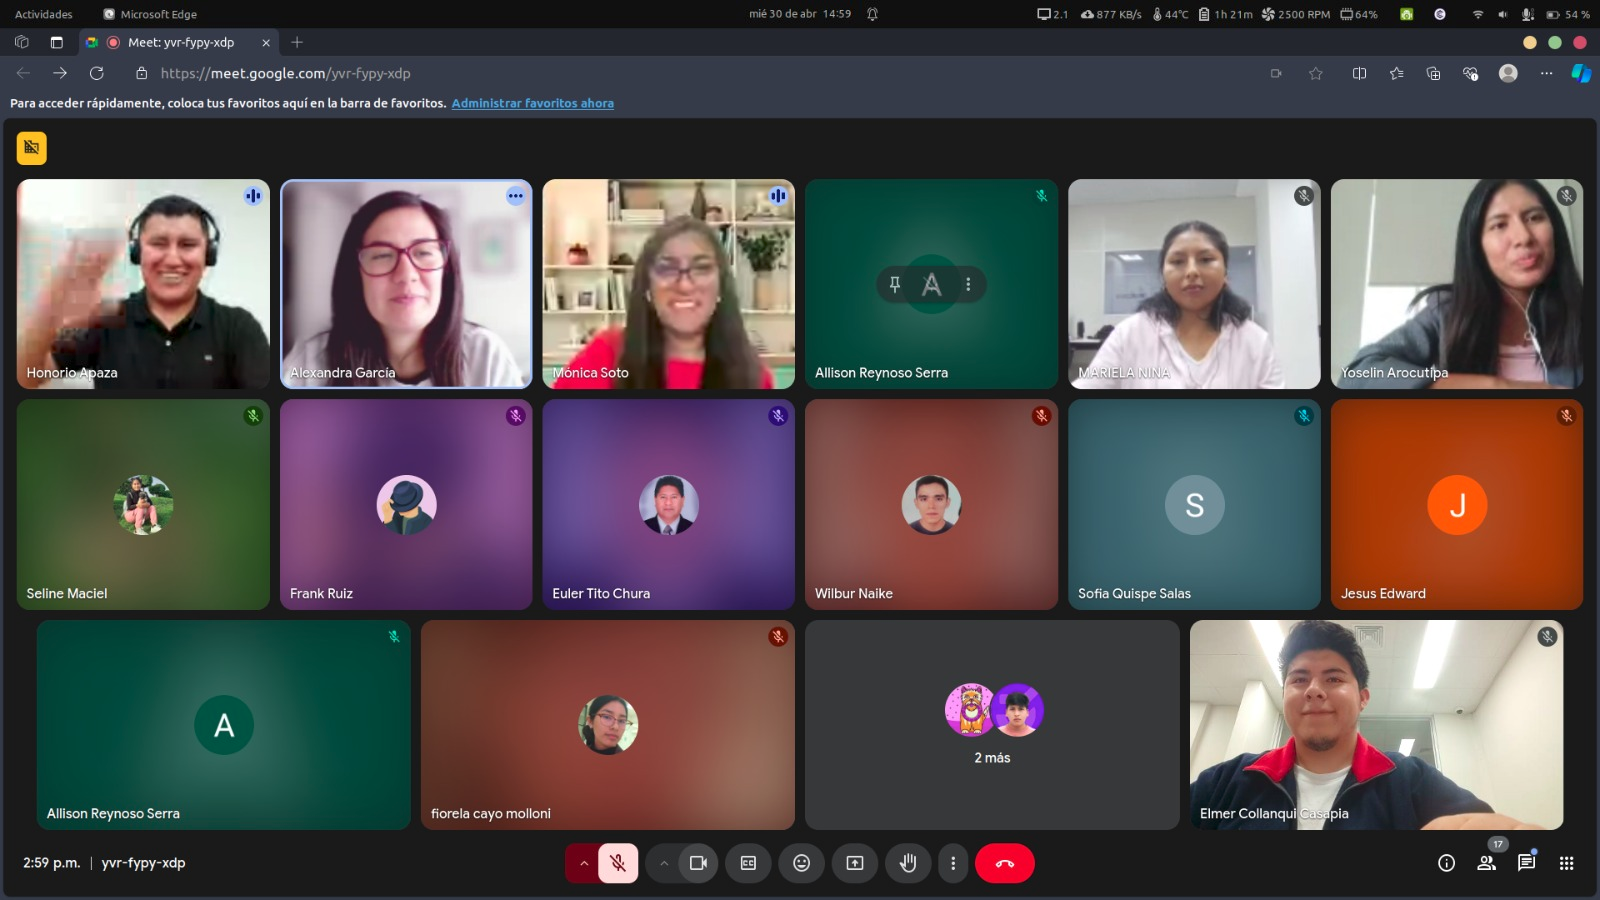 Actividades
Microsoft Edge
mié 30 de abr 14:59
2.1
877 KB/s
44°C
1h 21m
2500 RPM
64%
54 %
Meet: yvr-fypy-xdp
https://meet.google.com/yvr-fypy-xdp
Para acceder rápidamente, coloca tus favoritos aquí en la barra de favoritos. Administrar favoritos ahora
Honorio Apaza
Alexandra García
Mónica Soto
A
Allison Reynoso Serra
MARIELA NINA
Yoselin Arocutipa
Seline Maciel
Frank Ruiz
Euler Tito Chura
Wilbur Naike
S
Sofia Quispe Salas
J
Jesus Edward
A
Allison Reynoso Serra
fiorela cayo molloni
2 más
Elmer Collanqui Casapia
2:59 p.m. | yvr-fypy-xdp
CC
17